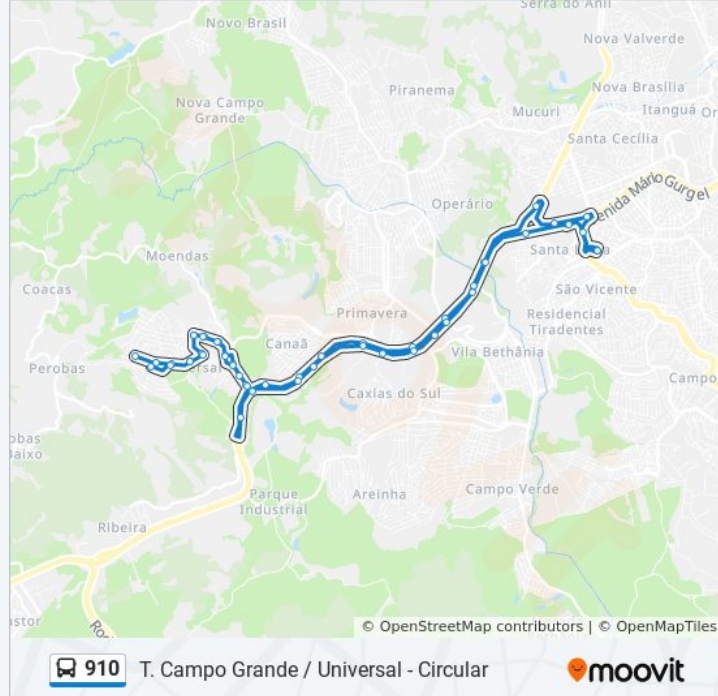 Serra do Anil
Novo Brasil
Nova Valverde
Piranema
Nova Brasília
Nova Campo
Grande
Mucuri
Itanguá
Santa Cecília
Avenida Mário Gurgel
Operário
Santa
Moendas
São Vicente
Coacas
Primavera
Residencial
Tiradentes
Canaã
Vila Bethânia
Perobas
Campo
Caxias do Sul
Parque
Industrial
Areinha
Campo Verde
Ribeira
© OpenStreetMap contributors | © OpenMapTiles
910 T. Campo Grande / Universal - Circular
moovit